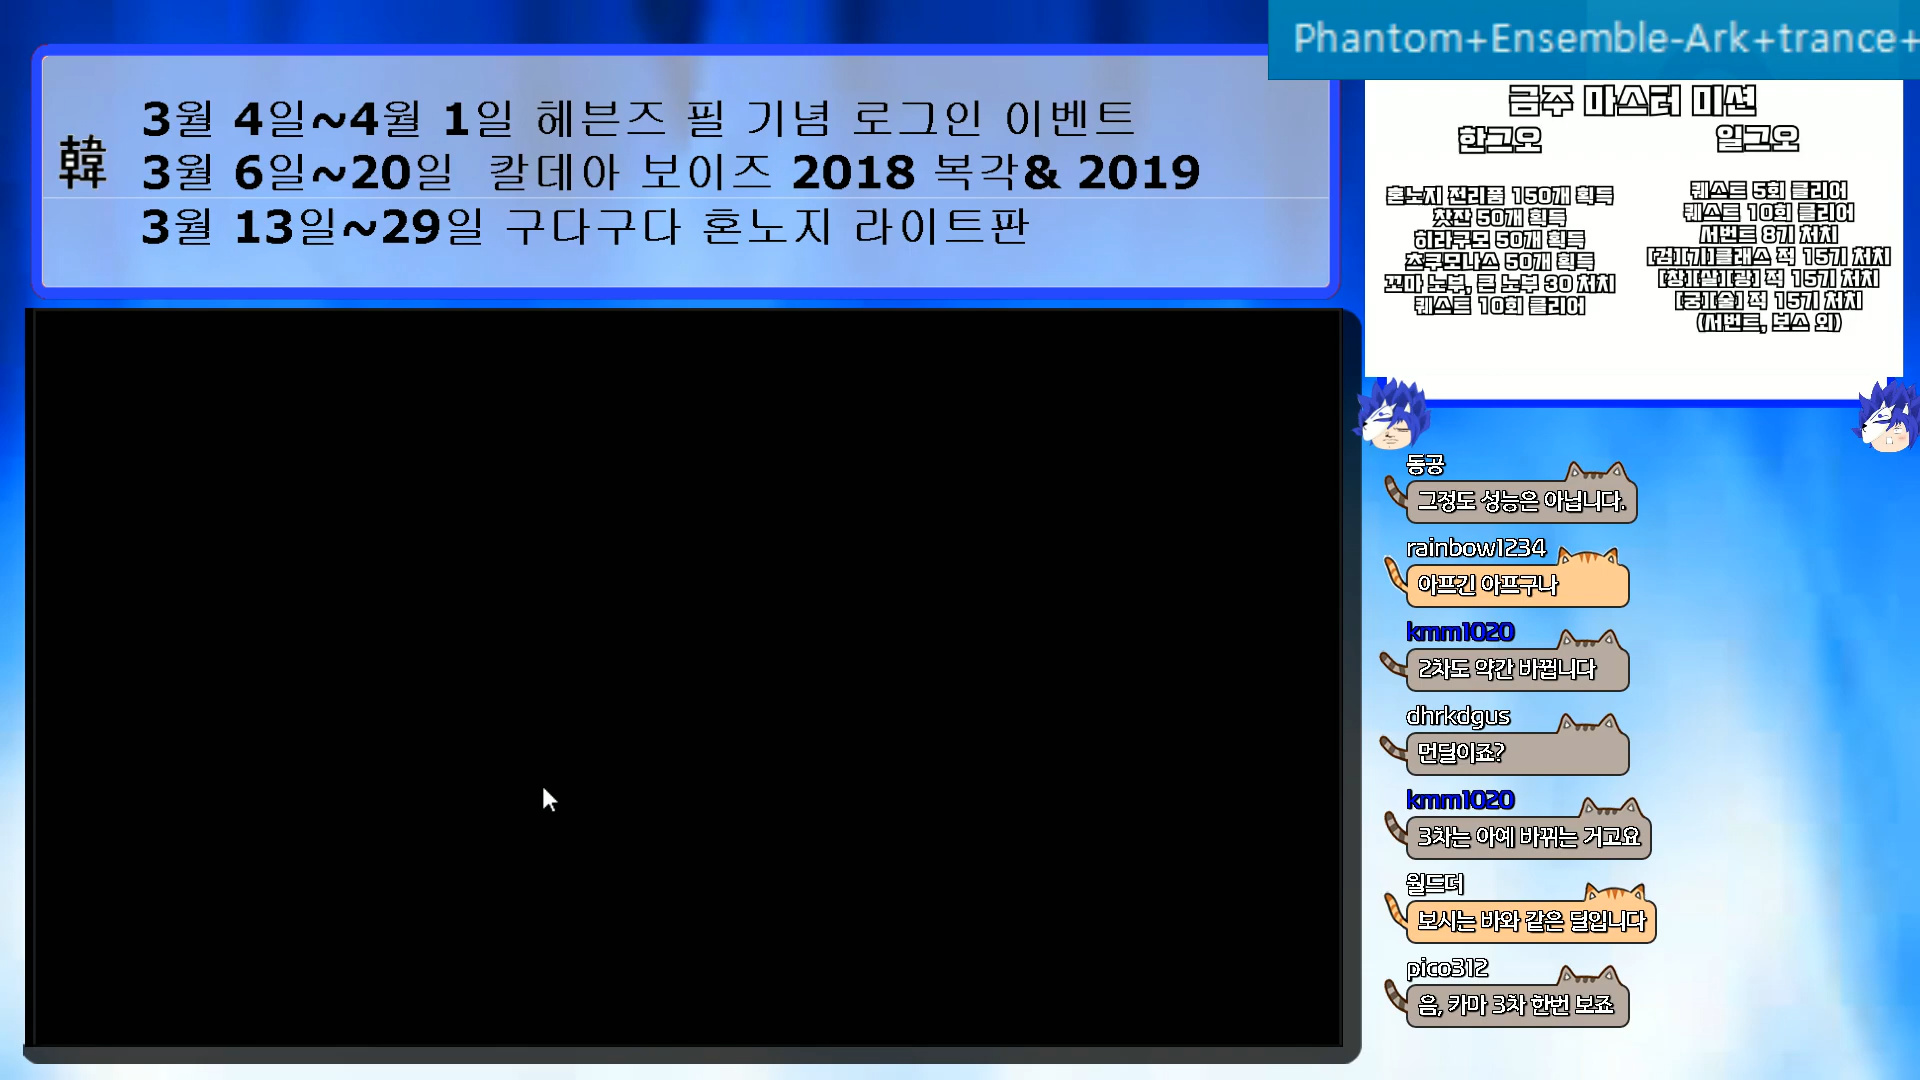 Phantom+Ensemble-Ark+trance+
韓
3월 4일~4월 1일 헤븐즈 필 기념 로그인 이벤트
3월 6일~20일 칼데아 보이즈 2018 복각& 2019
3월 13일~29일 구다구다 혼노지 라이트판
금주 마스터 미션
한그오
혼노지 전리품 150개 획득
찻잔 50개 획득
히라구모 50개 획득
츠쿠모나스 50개 획득
꼬마 노부, 큰 노부 30 처치
퀘스트 10회 클리어
일그오
퀘스트 5회 클리어
퀘스트 10회 클리어
서번트 8기 처치
[검][기]클래스 적 15기 처치
[창][살][광] 적 15기 처치
[궁][술] 적 15기 처치
(서번트, 보스 외)
동공
그정도 성능은 아닙니다.
rainbow1234
아프긴 아프구나
kmm1020
2차도 약간 바뀝니다
dhrkdgus
먼딜이죠?
kmm1020
3차는 아예 바뀌는 거고요
월드더
보시는 바와 같은 딜입니다
pico312
음, 카마 3차 한번 보죠